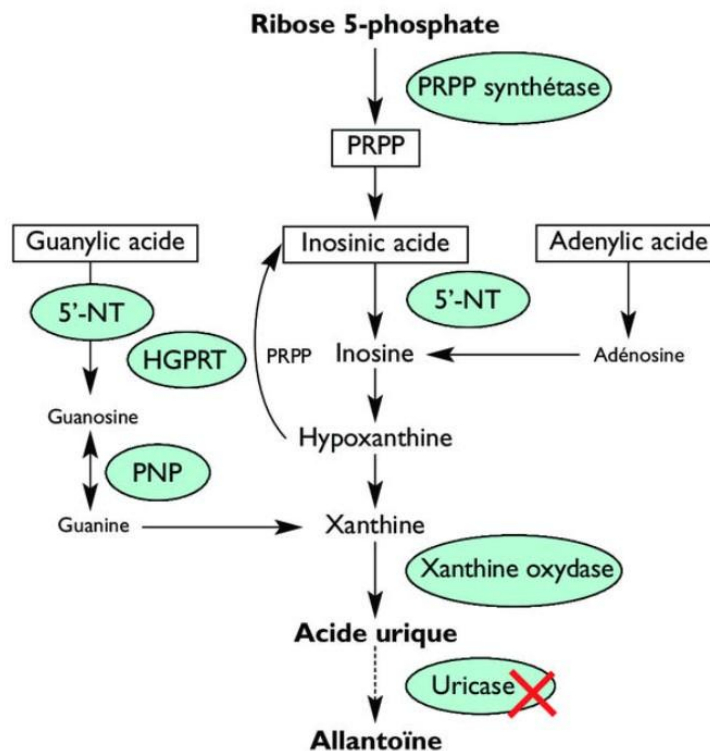 Ribose 5-phosphate
PRPP synthétase
PRPP
Guanylic acide
Inosinic acide
Adenylic acide
5'-NT
5'-NT
HGPRT
PRPP
Inosine
Adénosine
Guanosine
Hypoxanthine
PNP
Guanine
Xanthine
Xanthine oxydase
Acide urique
Uricase
Allantoïne